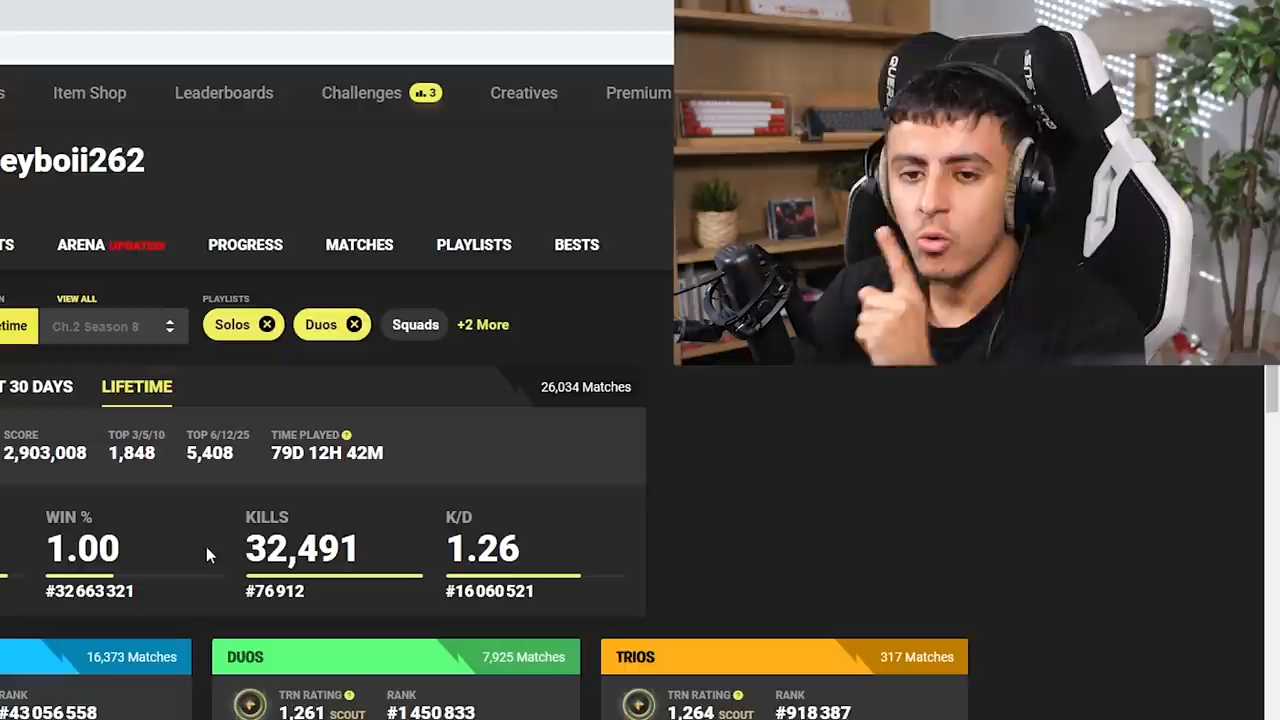 s Item Shop Leaderboards Challenges 3 Creatives Premium
eyboii262
TS ARENA UPDATED! PROGRESS MATCHES PLAYLISTS BESTS
N VIEW ALL PLAYLISTS
etime Ch.2 Season 8 Solos Duos Squads +2 More
T 30 DAYS LIFETIME 26,034 Matches
SCORE TOP 3/5/10 TOP 6/12/25 TIME PLAYED ?
2,903,008 1,848 5,408 79D 12H 42M
WIN % KILLS K/D
1.00 32,491 1.26
#32 663 321 #76 912 #16 060 521
16,373 Matches DUOS 7,925 Matches TRIOS 317 Matches
RANK TRN RATING ? RANK TRN RATING ? RANK
#43 056 558 1,261 SCOUT #1 450 833 1,264 SCOUT #918 387